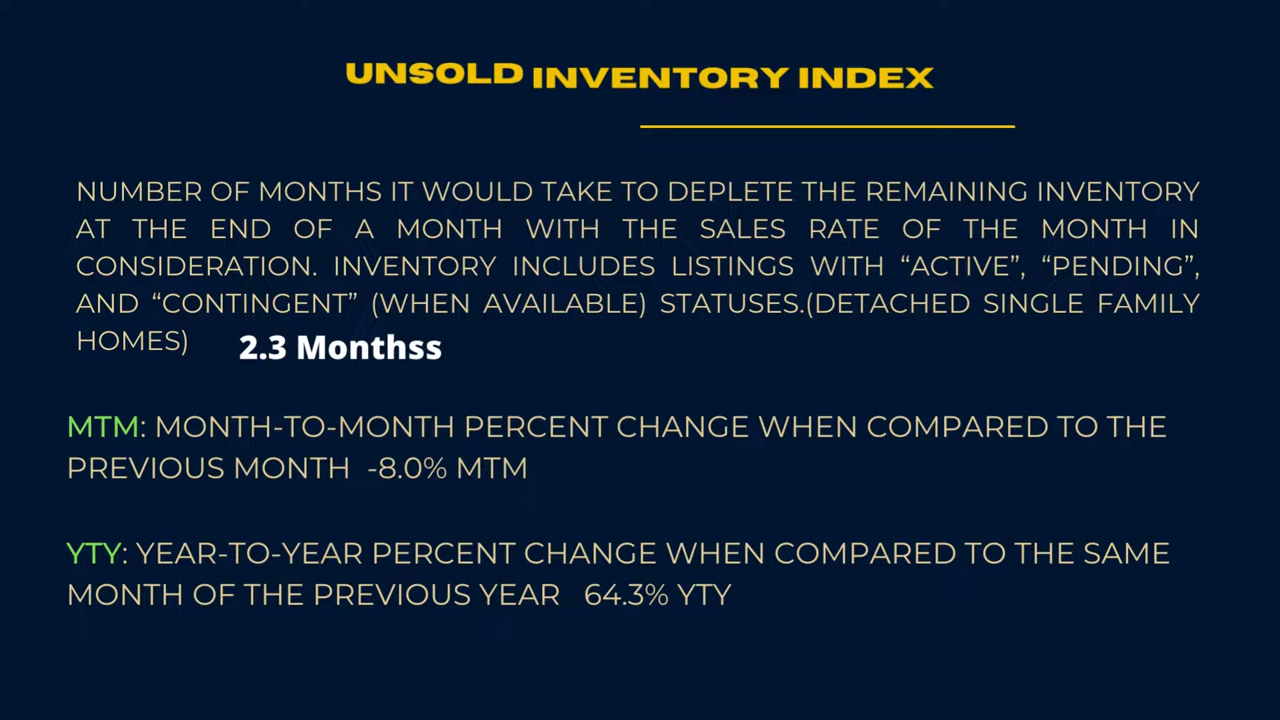 UNSOLD INVENTORY INDEX
NUMBER OF MONTHS IT WOULD TAKE TO DEPLETE THE REMAINING INVENTORY
AT THE END OF A MONTH WITH THE SALES RATE OF THE MONTH IN
CONSIDERATION. INVENTORY INCLUDES LISTINGS WITH “ACTIVE”, “PENDING”,
AND “CONTINGENT” (WHEN AVAILABLE) STATUSES.(DETACHED SINGLE FAMILY
HOMES) 2.3 Monthss
MTM: MONTH-TO-MONTH PERCENT CHANGE WHEN COMPARED TO THE
PREVIOUS MONTH -8.0% MTM
YTY: YEAR-TO-YEAR PERCENT CHANGE WHEN COMPARED TO THE SAME
MONTH OF THE PREVIOUS YEAR 64.3% YTY